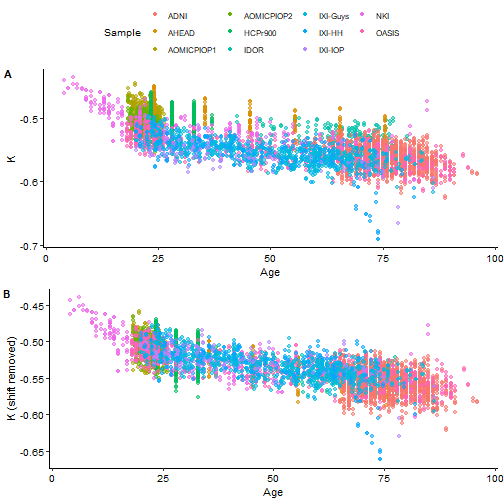 ADNI AOMICPIOP2 IXI-Guys NKI
Sample AHEAD HCPr900 IXI-HH OASIS
AOMICPIOP1 IDOR IXI-IOP
A
-0.5
-0.6
-0.7
K
0 25 50 75 100
Age
B
-0.45
-0.50
-0.55
-0.60
-0.65
K (shift removed)
0 25 50 75 100
Age